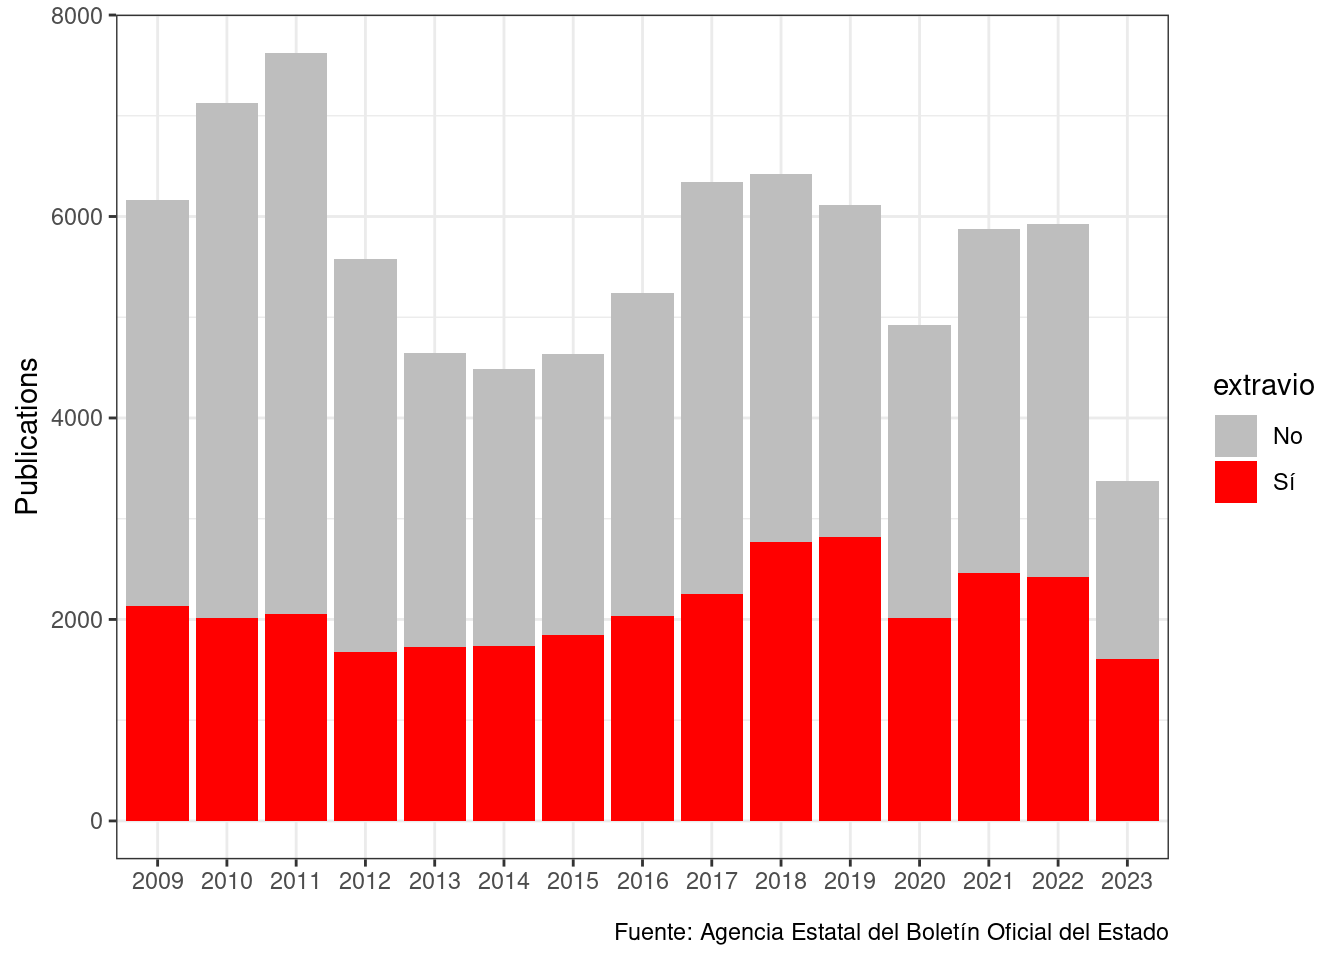 8000
6000
4000
2000
0
Publications
2009 2010 2011 2012 2013 2014 2015 2016 2017 2018 2019 2020 2021 2022 2023
extravio
No
Sí
Fuente: Agencia Estatal del Boletín Oficial del Estado